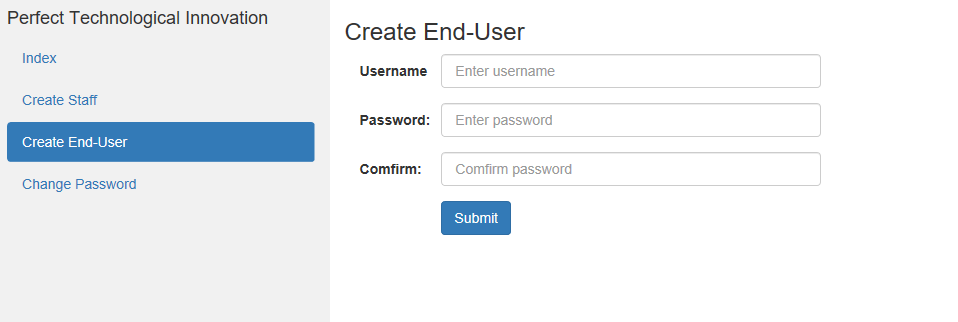 Perfect Technological Innovation
Index
Create Staff
Create End-User
Change Password
Create End-User
Username
Enter username
Password:
Enter password
Comfirm:
Comfirm password
Submit